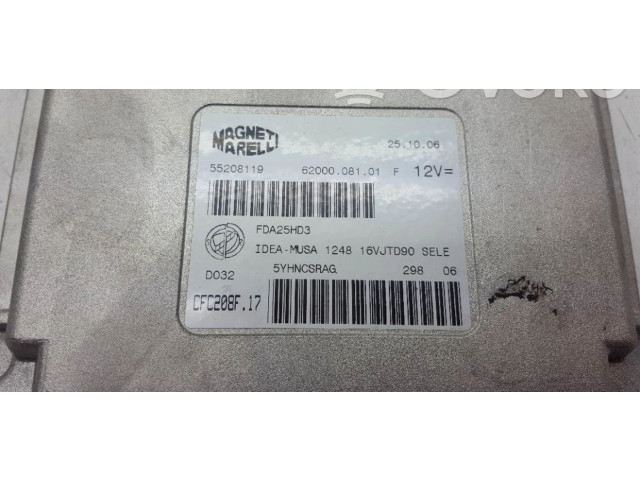 MAGNETI
MARELLI
25.10.06
55208119 62000.081.01 F 12V=
FDA25HD3
IDEA-MUSA 1248 16VJTD90 SELE
D032 5YHNCSRAG 298 06
CFC208F.17